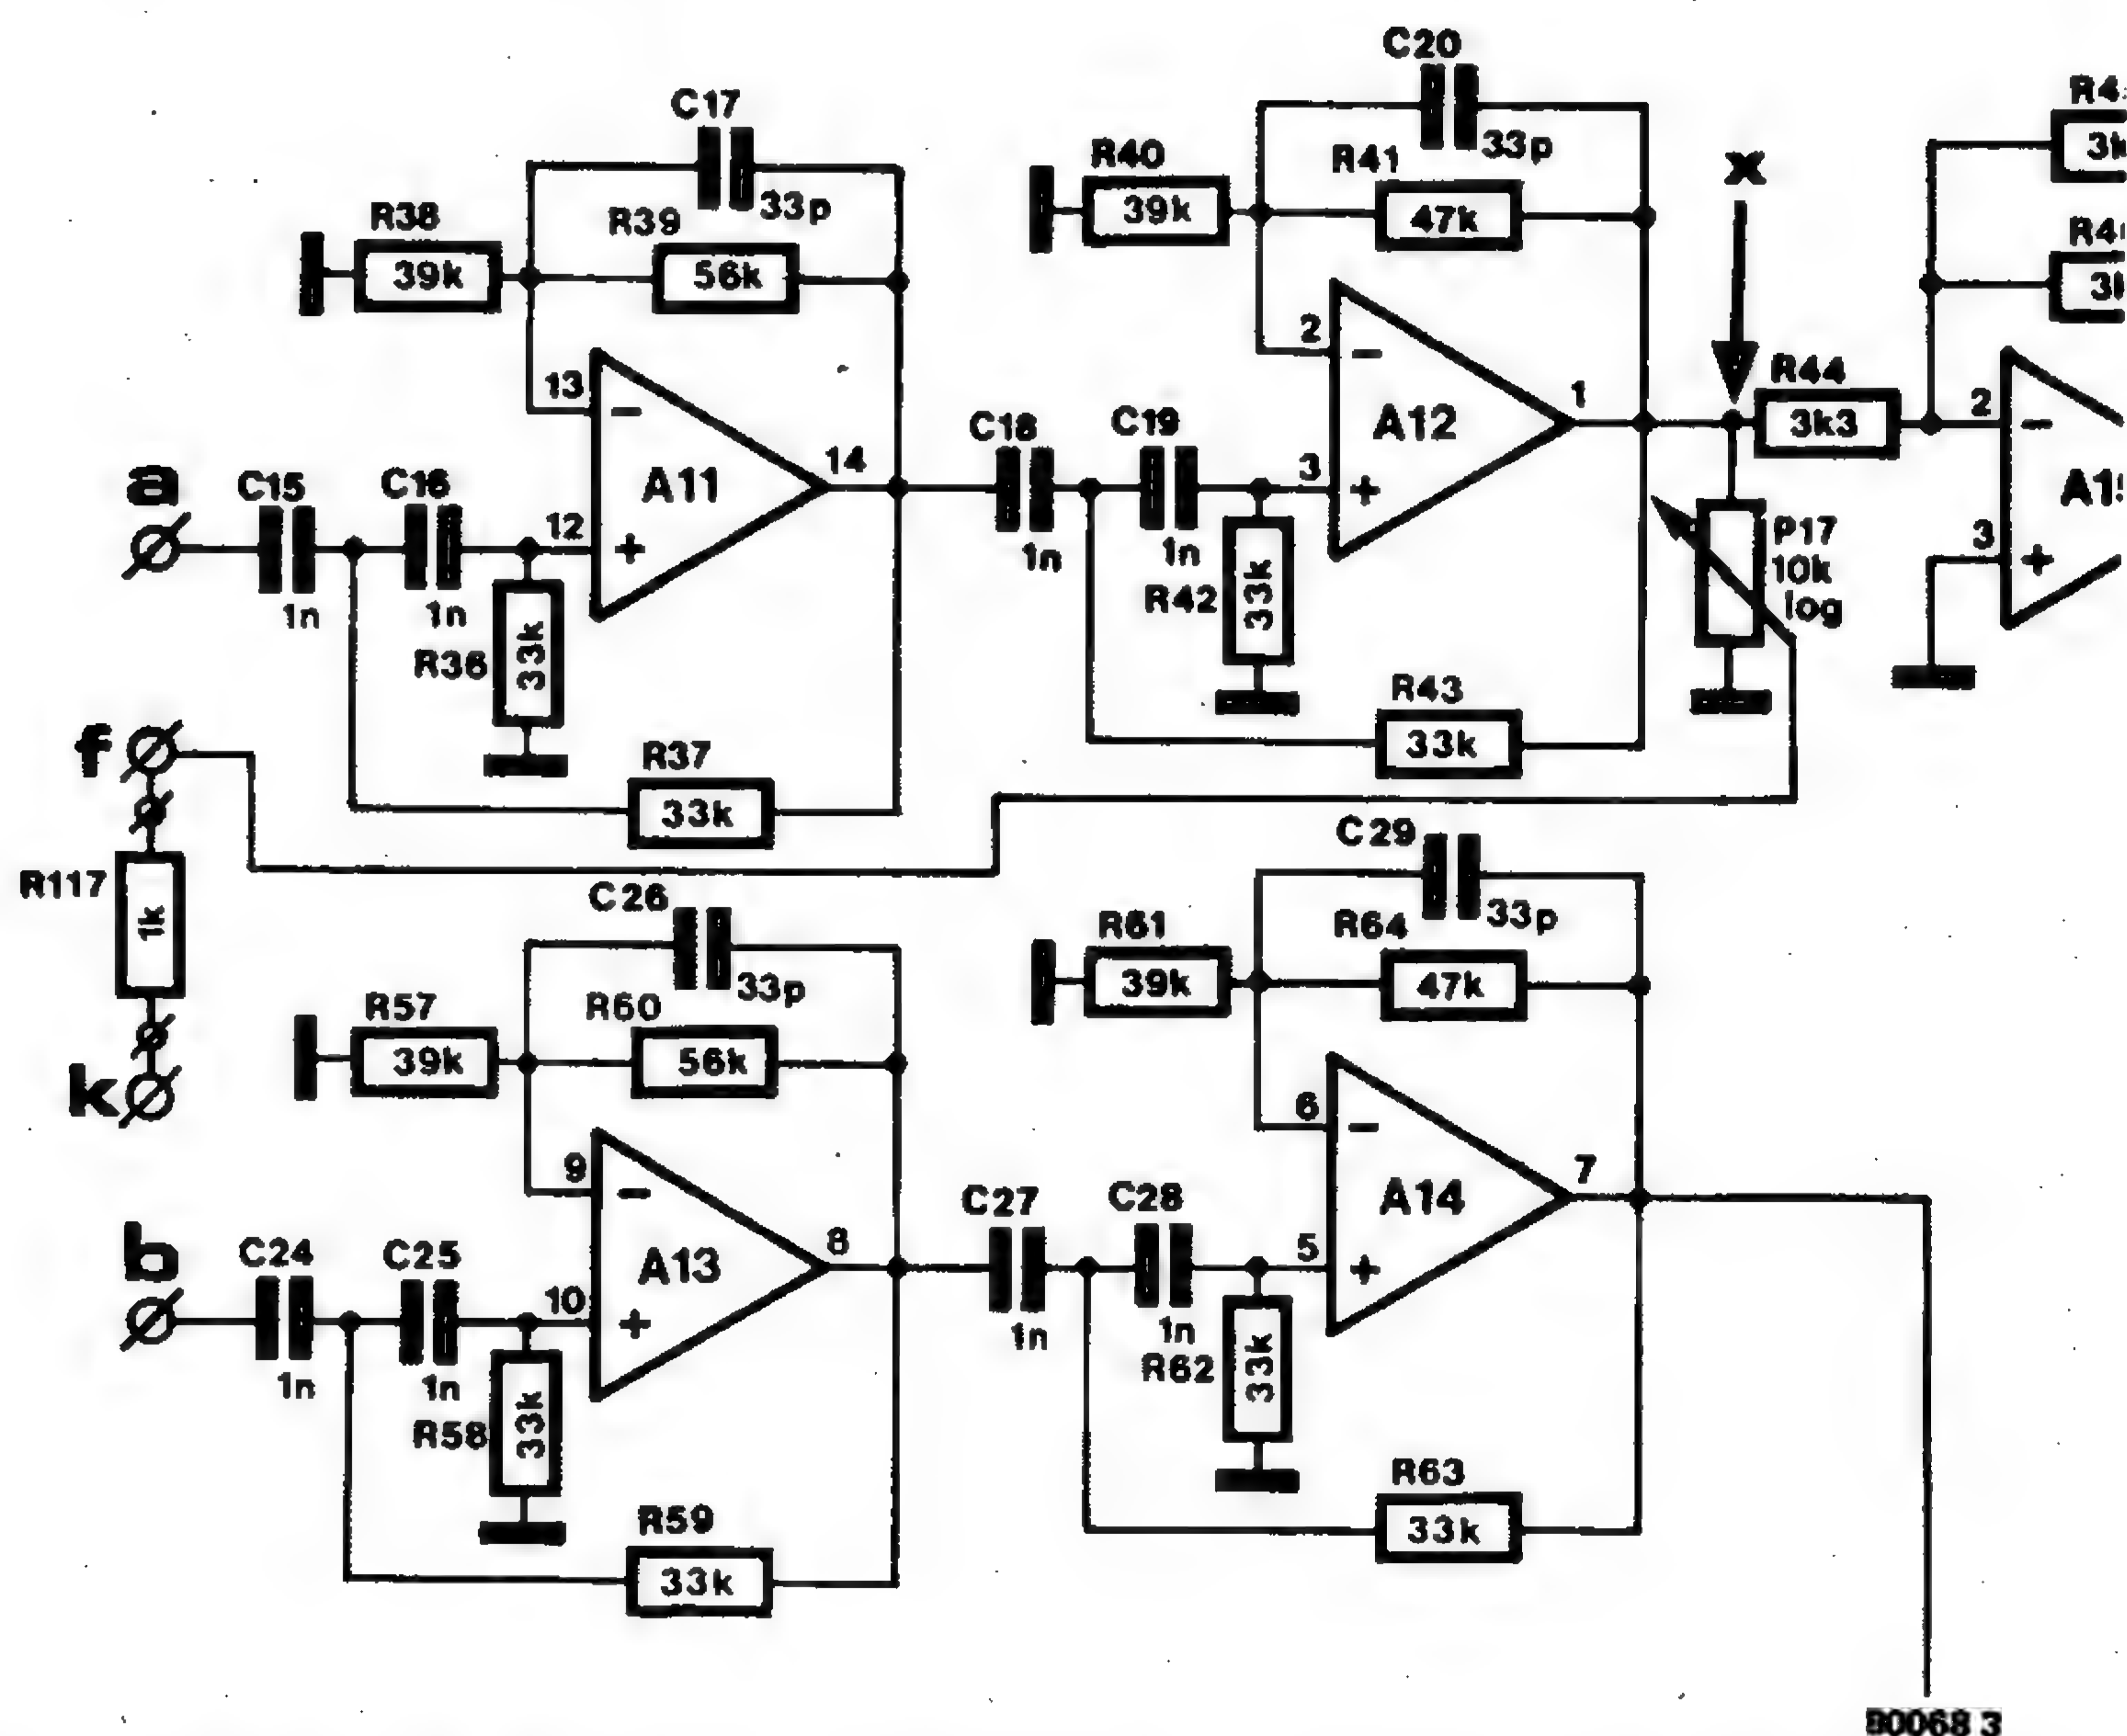 C20
C17
33p
R40
39k
R41
47k
x
R38
39k
R39
56k
33p
2
−
A12
1
3
+
R44
3k3
2
−
3
+
13
−
A11
14
12
+
a
C15
1n
C16
1n
R36
33k
C18
1n
C19
1n
R42
33k
P17
10k
log
R43
33k
f
R37
33k
R117
1k
k
C26
33p
C29
33p
R57
39k
R60
56k
R61
39k
R64
47k
9
−
A13
8
10
+
6
−
A14
7
5
+
b
C24
1n
C25
1n
R58
33k
C27
1n
C28
1n
R62
33k
R59
33k
R63
33k
80068 3